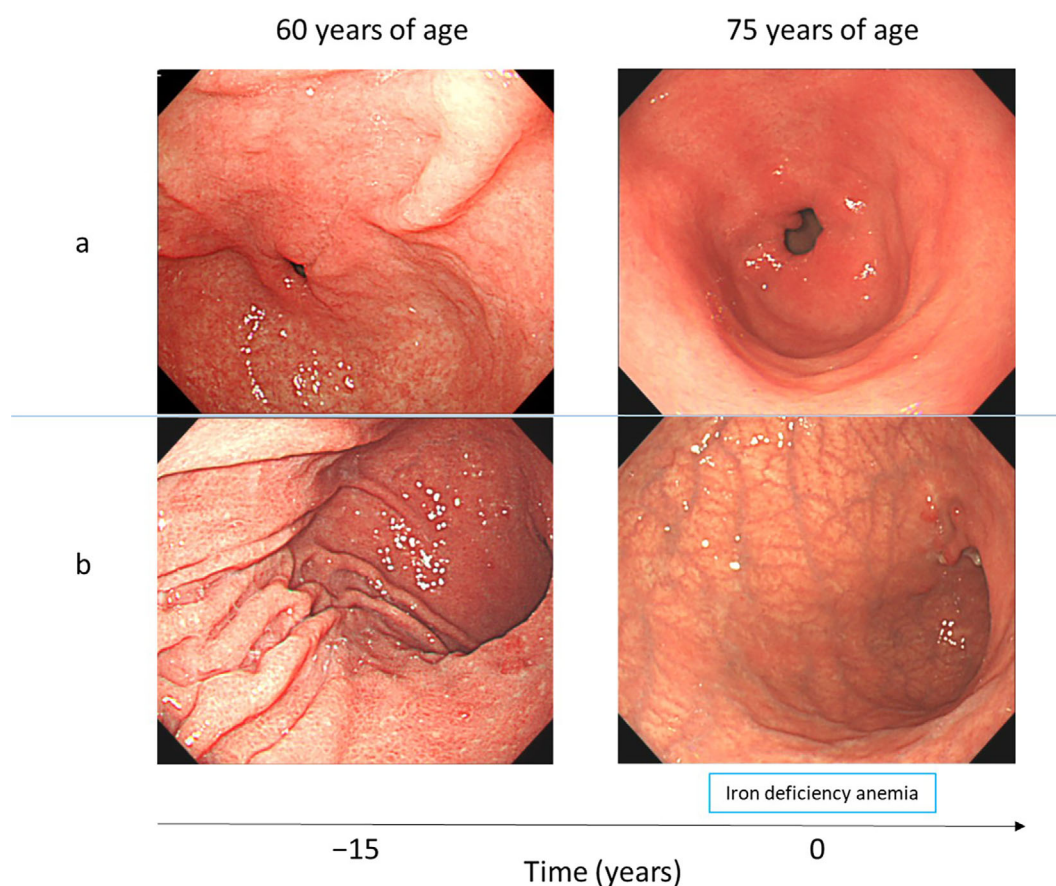 60 years of age
75 years of age
a
b
Iron deficiency anemia
−15
0
Time (years)